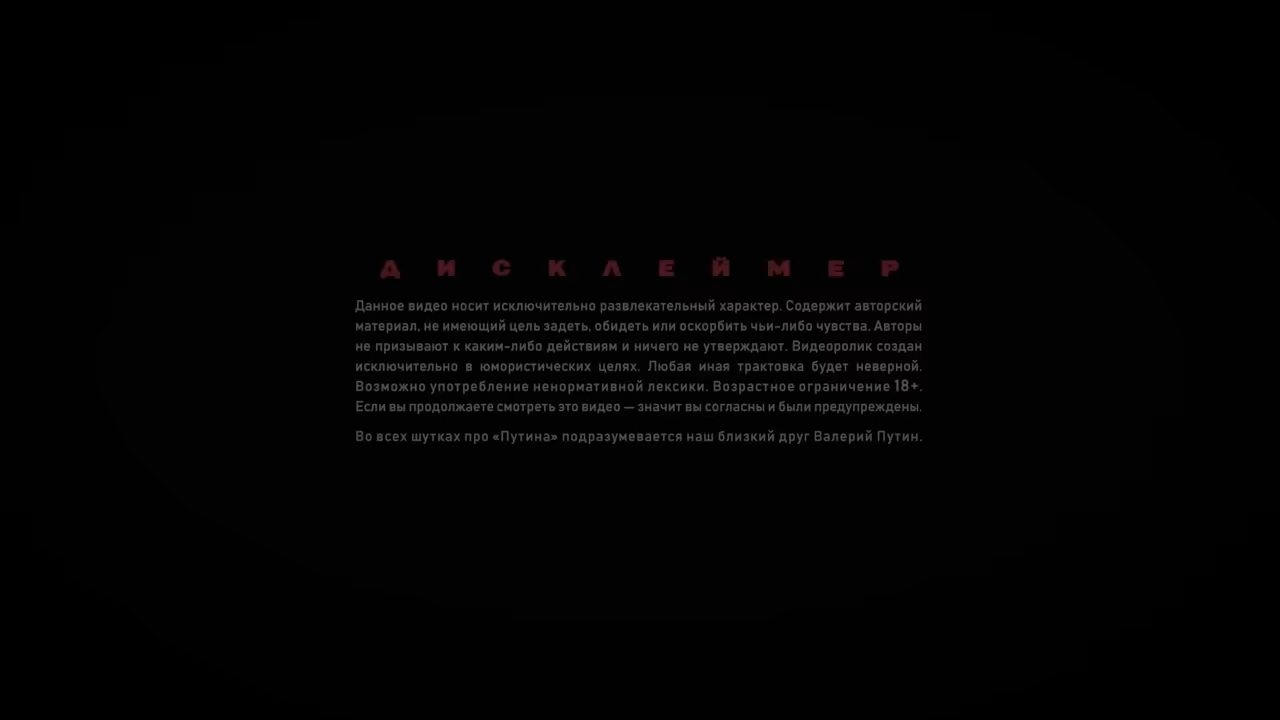 ДИСКЛЕЙМЕР
Данное видео носит исключительно развлекательный характер. Содержит авторский
материал, не имеющий цель задеть, обидеть или оскорбить чьи-либо чувства. Авторы
не призывают к каким-либо действиям и ничего не утверждают. Видеоролик создан
исключительно в юмористических целях. Любая иная трактовка будет неверной.
Возможно употребление ненормативной лексики. Возрастное ограничение 18+.
Если вы продолжаете смотреть это видео — значит вы согласны и были предупреждены.
Во всех шутках про «Путина» подразумевается наш близкий друг Валерий Путин.